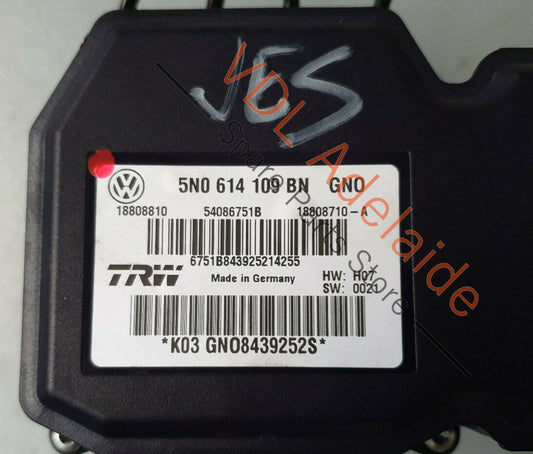 JES
VDL Adelaide
Spare Parts Store
5N0 614 109 BN GNO
18808810 54086751B 18808710-A
6751B843925214255
TRW Made in Germany HW: H07
SW: 0021
*K03 GNO8439252S*